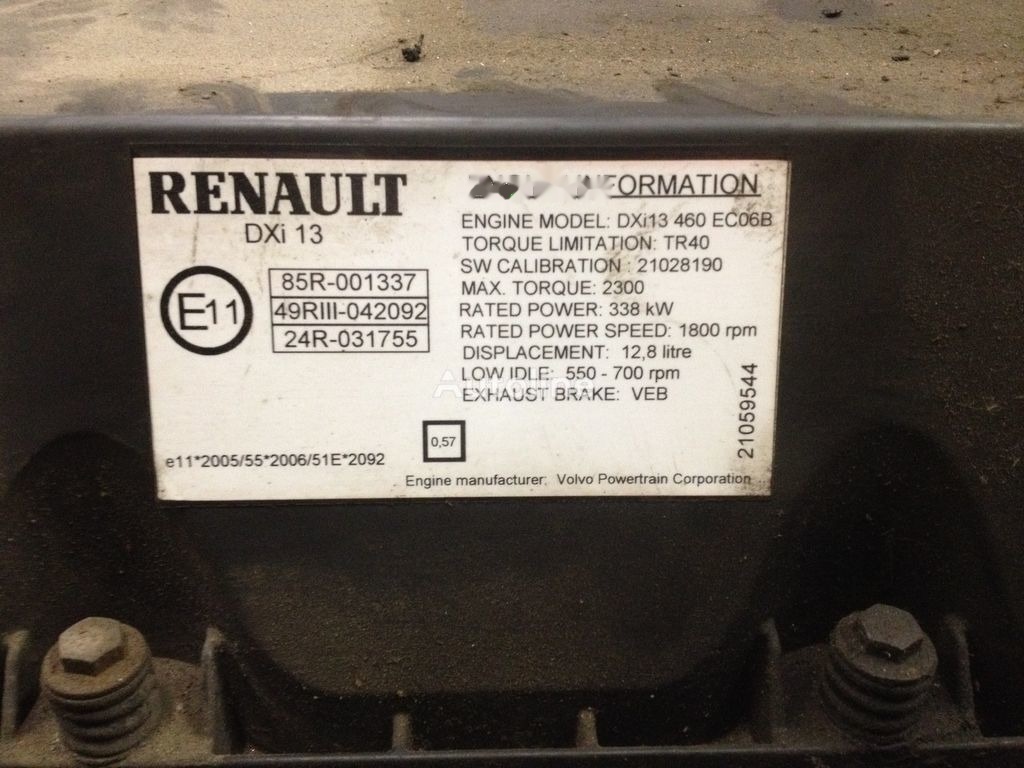 RENAULT
DXi 13
E11
85R-001337
49RIII-042092
24R-031755
e11*2005/55*2006/51E*2092
ORMATION
ENGINE MODEL: DXi13 460 EC06B
TORQUE LIMITATION: TR40
SW CALIBRATION : 21028190
MAX. TORQUE: 2300
RATED POWER: 338 kW
RATED POWER SPEED: 1800 rpm
DISPLACEMENT: 12,8 litre
LOW IDLE: 550 - 700 rpm
EXHAUST BRAKE: VEB
Autoline
0,57
21059544
Engine manufacturer: Volvo Powertrain Corporation